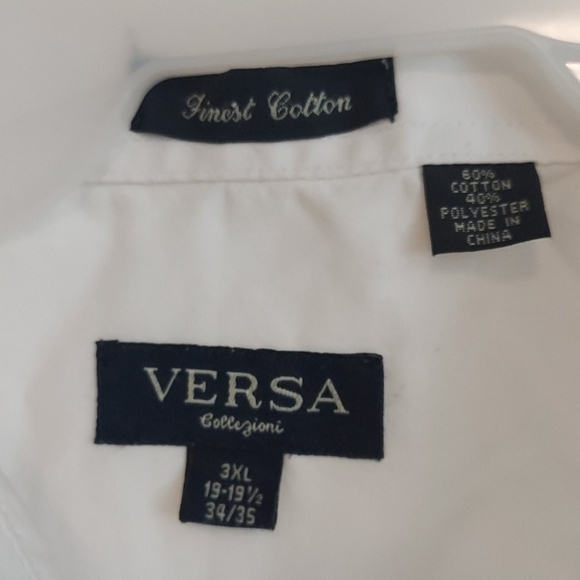 Finest Cotton
60%
COTTON
40%
POLYESTER
MADE IN
CHINA
VERSA
Collezioni
3XL
19-19½
34/35